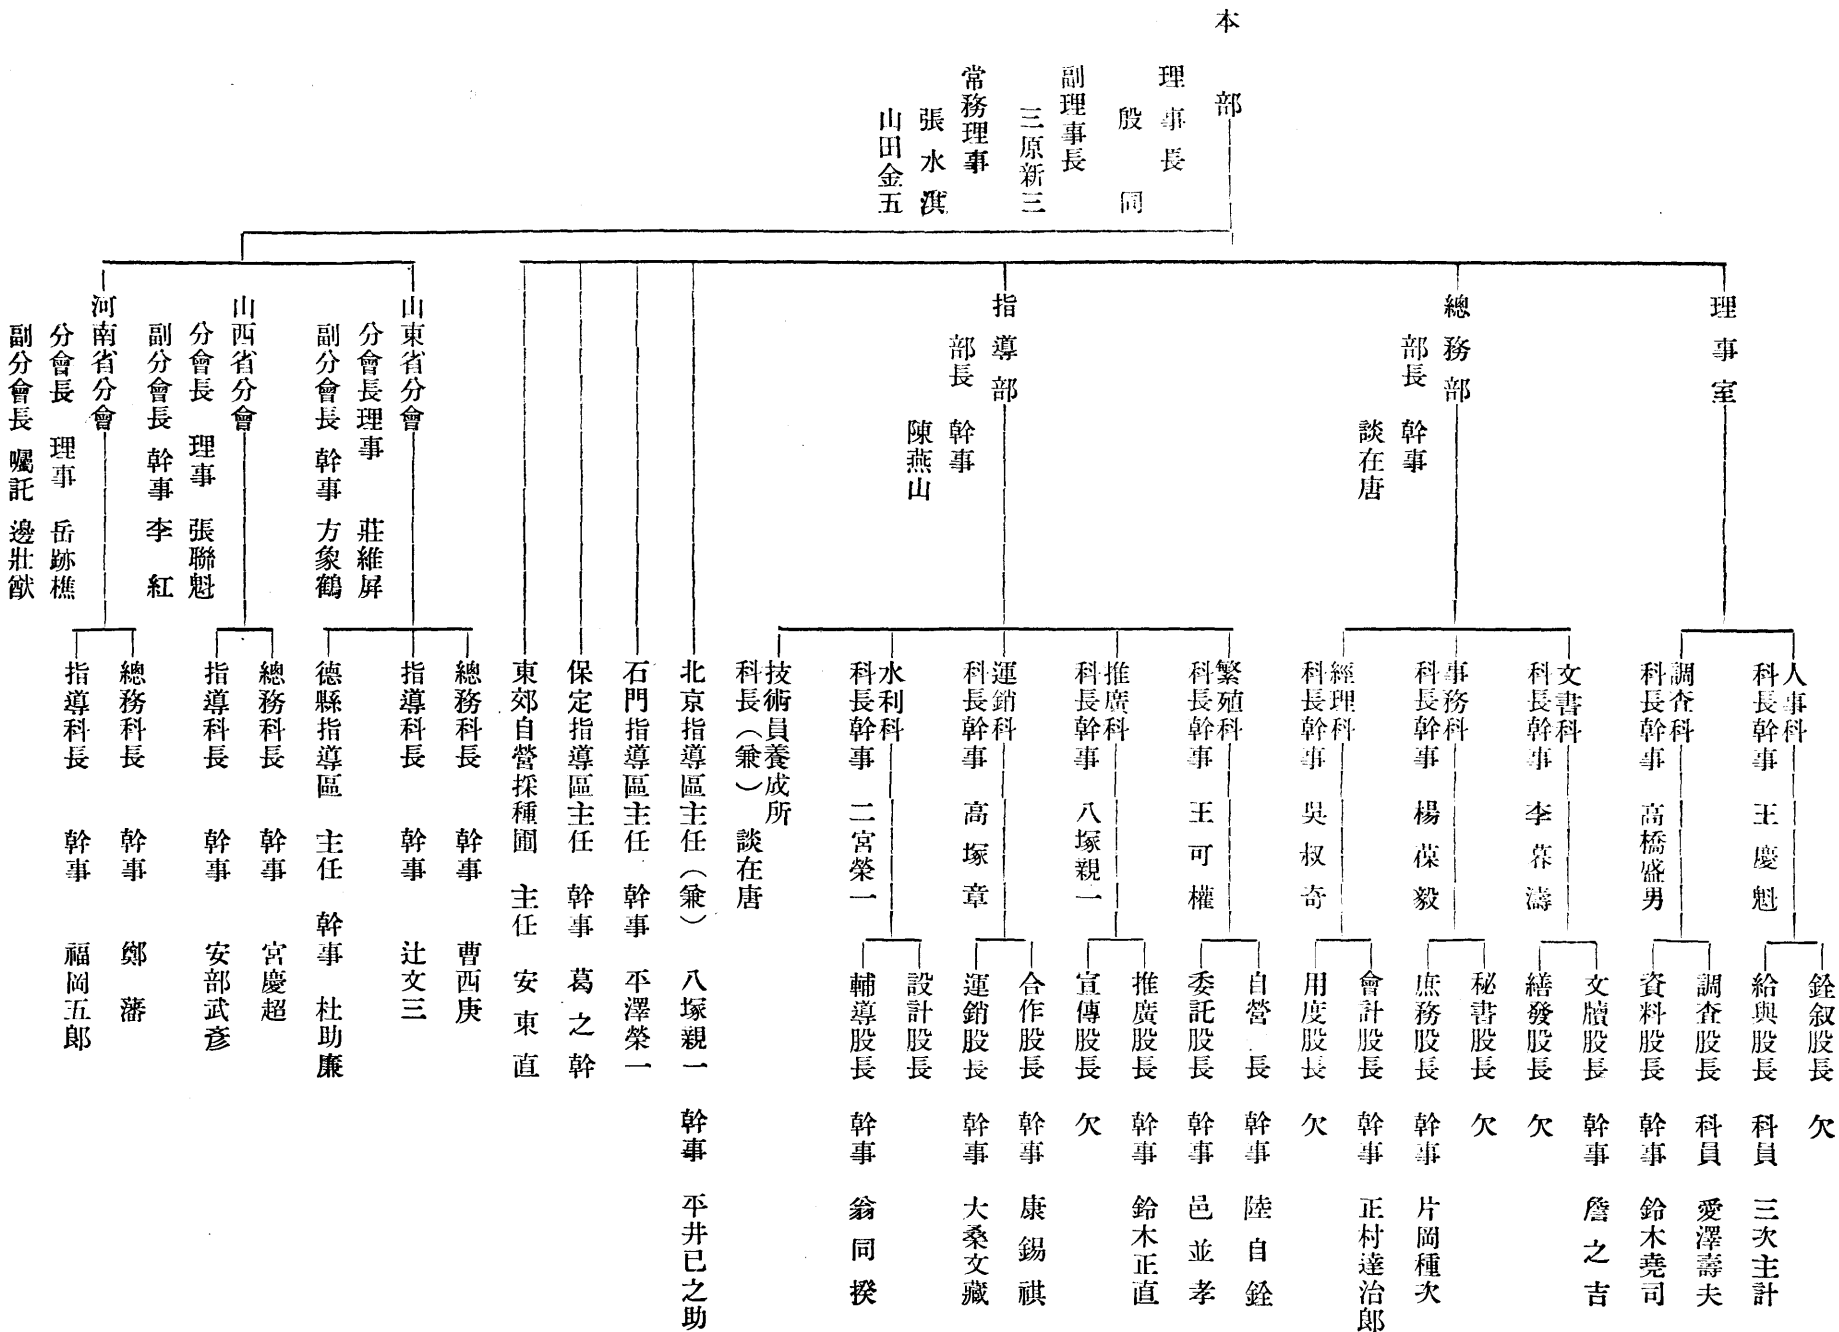 本部
理事長
殷同
副理事長
三原新三
常務理事
張水淇
山田金五
理事室
人事科
科長幹事 王慶魁
銓叙股長 欠
給與股長 科員 三次主計
調査科
科長幹事 高橋盛男
調査股長 科員 愛澤壽夫
資料股長 幹事 鈴木堯司
總務部
部長 幹事
談在唐
文書科
科長幹事 李暮濤
文牘股長 幹事 詹之吉
繕發股長 欠
事務科
科長幹事 楊葆毅
秘書股長 欠
庶務股長 幹事 片岡種次
經理科
科長幹事 吳叔奇
會計股長 幹事 正村達治郎
用度股長 欠
指導部
部長 幹事
陳燕山
繁殖科
科長幹事 王可權
自營 長 幹事 陸自銓
委託股長 幹事 邑並孝
推廣科
科長幹事 八塚親一
推廣股長 幹事 鈴木正直
宣傳股長 欠
運銷科
科長幹事 高塚章
合作股長 幹事 康錫祺
運銷股長 幹事 大桑文藏
水利科
科長幹事 二宮榮一
設計股長
輔導股長 幹事 翁同揆
技術員養成所
科長(兼) 談在唐
北京指導區主任(兼) 八塚親一 幹事 平井巳之助
石門指導區主任 幹事 平澤榮一
保定指導區主任 幹事 葛之幹
東郊自營採種圃 主任 安東直
山東省分會
分會長理事 莊維屏
副分會長 幹事 方象鶴
總務科長 幹事 曹西庚
指導科長 幹事 辻文三
德縣指導區 主任 幹事 杜助廉
山西省分會
分會長 理事 張聯魁
副分會長 幹事 李紅
總務科長 幹事 宮慶超
指導科長 幹事 安部武彥
河南省分會
分會長 理事 岳跡樵
副分會長 囑託 邊壯猷
總務科長 幹事 鄭藩
指導科長 幹事 福岡五郎